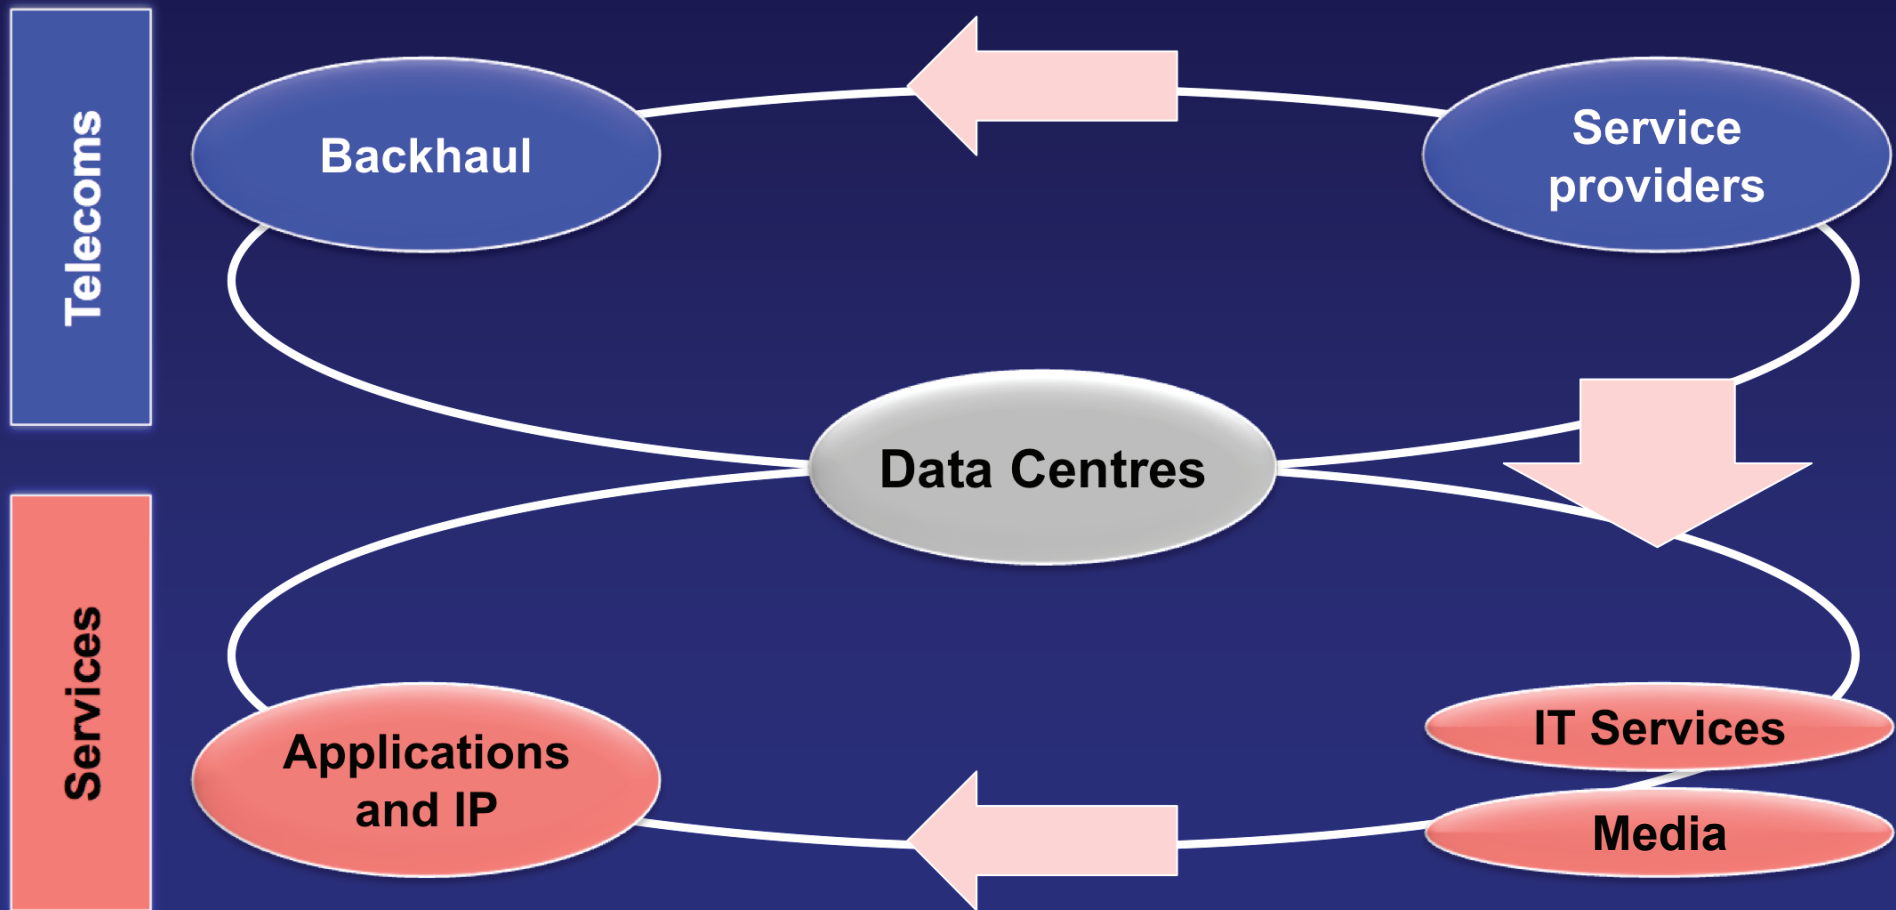 Telecoms
Backhaul
Service
providers
Data Centres
Services
Applications
and IP
IT Services
Media